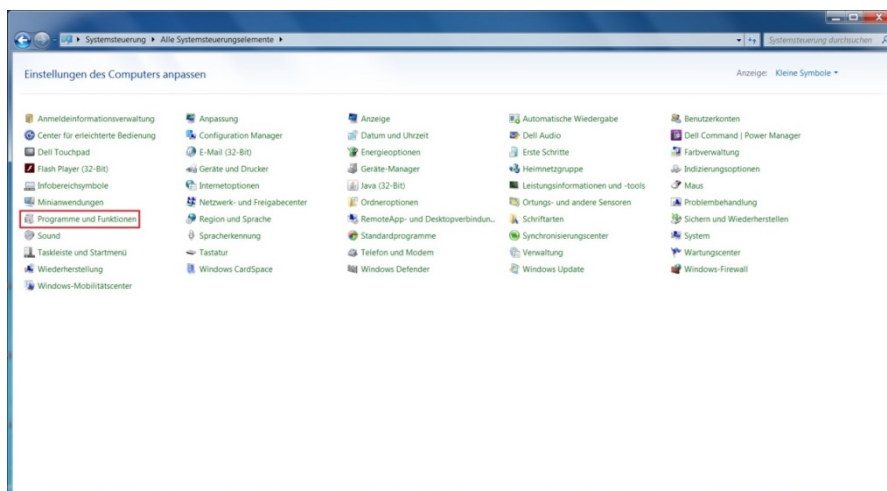 Systemsteuerung ▸ Alle Systemsteuerungselemente ▸
Systemsteuerung durchsuchen
Einstellungen des Computers anpassen
Anzeige: Kleine Symbole
Anmeldeinformationsverwaltung
Anpassung
Anzeige
Automatische Wiedergabe
Benutzerkonten
Center für erleichterte Bedienung
Configuration Manager
Datum und Uhrzeit
Dell Audio
Dell Command | Power Manager
Dell Touchpad
E-Mail (32-Bit)
Energieoptionen
Erste Schritte
Farbverwaltung
Flash Player (32-Bit)
Geräte und Drucker
Geräte-Manager
Heimnetzgruppe
Indizierungsoptionen
Infobereichsymbole
Internetoptionen
Java (32-Bit)
Leistungsinformationen und -tools
Maus
Minianwendungen
Netzwerk- und Freigabecenter
Ordneroptionen
Ortungs- und andere Sensoren
Problembehandlung
Programme und Funktionen
Region und Sprache
RemoteApp- und Desktopverbindun...
Schriftarten
Sichern und Wiederherstellen
Sound
Spracherkennung
Standardprogramme
Synchronisierungscenter
System
Taskleiste und Startmenü
Tastatur
Telefon und Modem
Verwaltung
Wartungscenter
Wiederherstellung
Windows CardSpace
Windows Defender
Windows Update
Windows-Firewall
Windows-Mobilitätscenter